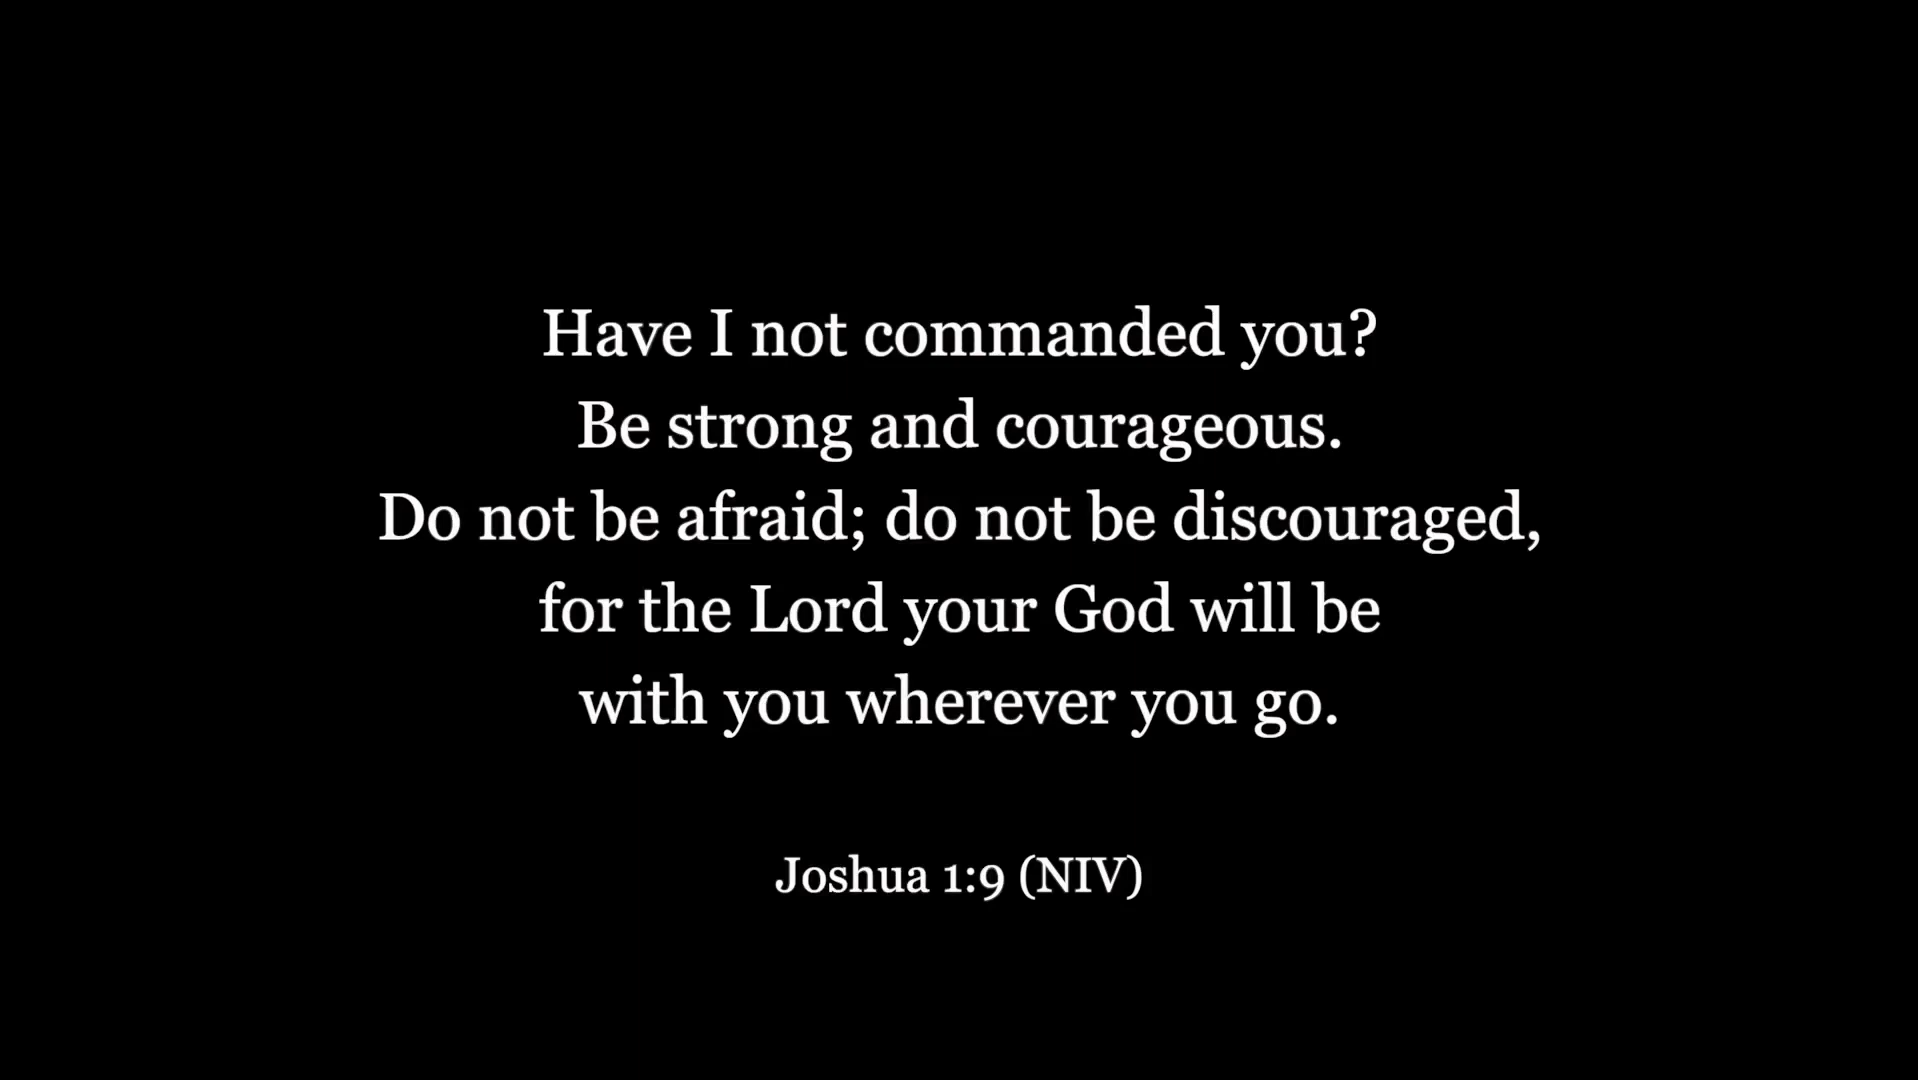 Have I not commanded you?
Be strong and courageous.
Do not be afraid; do not be discouraged,
for the Lord your God will be
with you wherever you go.
Joshua 1:9 (NIV)